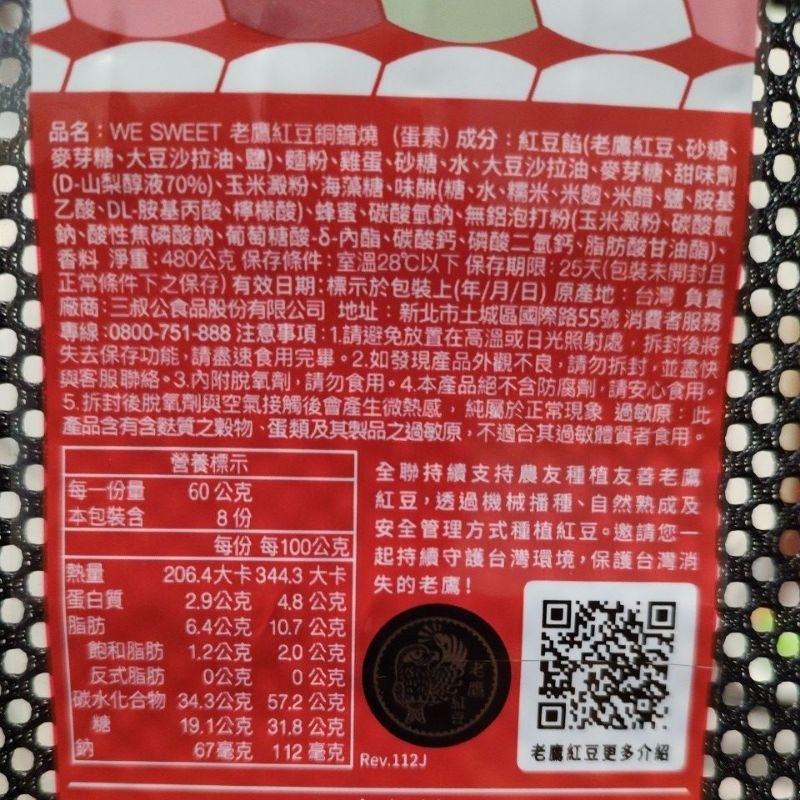 品名：WE SWEET 老鷹紅豆銅鑼燒（蛋素）成分：紅豆餡(老鷹紅豆、砂糖、
麥芽糖、大豆沙拉油、鹽)、麵粉、雞蛋、砂糖、水、大豆沙拉油、麥芽糖、甜味劑
(D-山梨醇液70%)、玉米澱粉、海藻糖、味醂(糖、水、糯米、米麴、米醋、鹽、胺基
乙酸、DL-胺基丙酸、檸檬酸)、蜂蜜、碳酸氫鈉、無鋁泡打粉(玉米澱粉、碳酸氫
鈉、酸性焦磷酸鈉、葡萄糖酸-δ-內酯、碳酸鈣、磷酸二氫鈣、脂肪酸甘油酯)、
香料 淨重：480公克 保存條件：室溫28℃以下 保存期限：25天(包裝未開封且
正常條件下之保存) 有效日期：標示於包裝上(年/月/日) 原產地：台灣 負責
廠商：三叔公食品股份有限公司 地址：新北市土城區國際路55號 消費者服務
專線：0800-751-888 注意事項：1.請避免放置在高溫或日光照射處，拆封後將
失去保存功能，請盡速食用完畢。2.如發現產品外觀不良，請勿拆封，並盡快
與客服聯絡。3.內附脫氧劑，請勿食用。4.本產品絕不含防腐劑，請安心食用。
5.拆封後脫氧劑與空氣接觸後會產生微熱感，純屬於正常現象 過敏原：此
產品含有含麩質之穀物、蛋類及其製品之過敏原，不適合其過敏體質者食用。
營養標示
每一份量 60 公克
本包裝含 8 份
每份 每100公克
熱量 206.4大卡 344.3 大卡
蛋白質 2.9公克 4.8 公克
脂肪 6.4公克 10.7 公克
飽和脂肪 1.2公克 2.0 公克
反式脂肪 0公克 0 公克
碳水化合物 34.3公克 57.2 公克
糖 19.1公克 31.8 公克
鈉 67毫克 112 毫克
全聯持續支持農友種植友善老鷹
紅豆，透過機械播種、自然熟成及
安全管理方式種植紅豆。邀請您一
起持續守護台灣環境，保護台灣消
失的老鷹！
老鷹
紅豆
Rev.112J
老鷹紅豆更多介紹